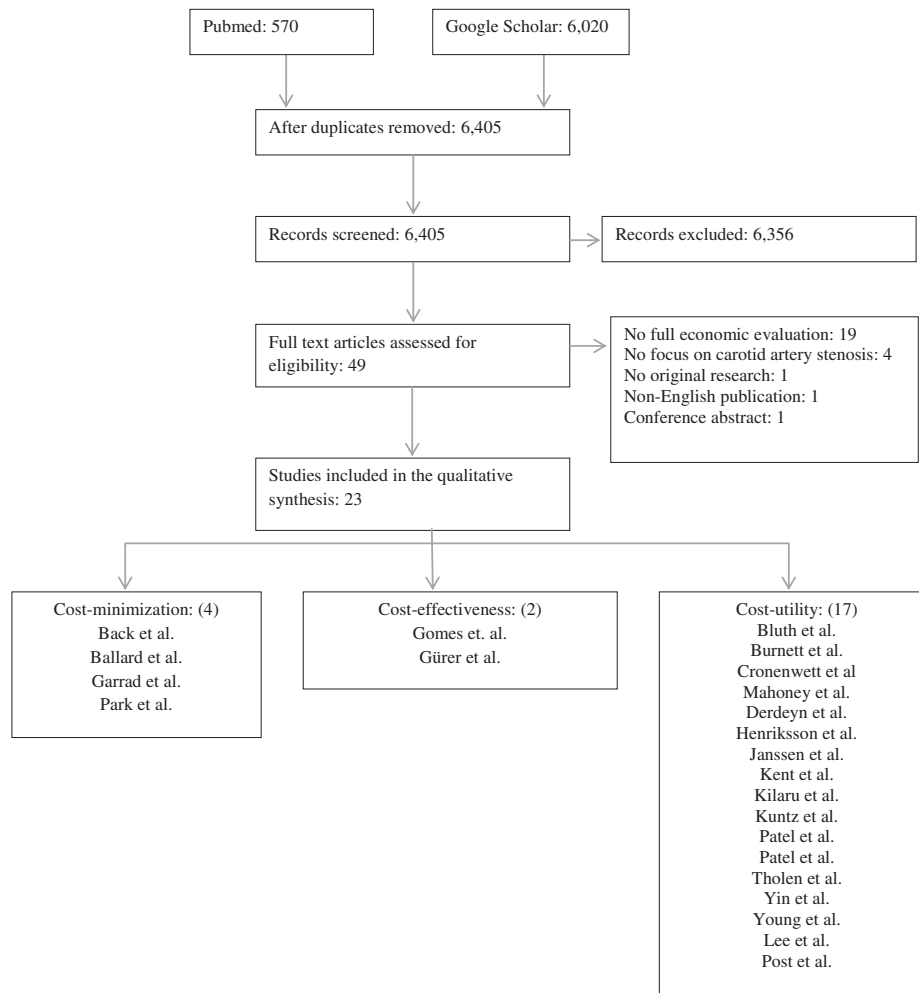 Pubmed: 570
Google Scholar: 6,020
After duplicates removed: 6,405
Records screened: 6,405
Records excluded: 6,356
Full text articles assessed for
eligibility: 49
No full economic evaluation: 19
No focus on carotid artery stenosis: 4
No original research: 1
Non-English publication: 1
Conference abstract: 1
Studies included in the qualitative
synthesis: 23
Cost-minimization: (4)
Back et al.
Ballard et al.
Garrad et al.
Park et al.
Cost-effectiveness: (2)
Gomes et. al.
Gürer et al.
Cost-utility: (17)
Bluth et al.
Burnett et al.
Cronenwett et al
Mahoney et al.
Derdeyn et al.
Henriksson et al.
Janssen et al.
Kent et al.
Kilaru et al.
Kuntz et al.
Patel et al.
Patel et al.
Tholen et al.
Yin et al.
Young et al.
Lee et al.
Post et al.